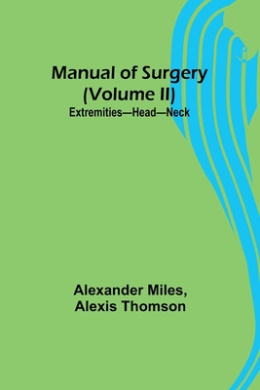 Manual of Surgery
(Volume II)
Extremities—Head—Neck
Alexander Miles,
Alexis Thomson